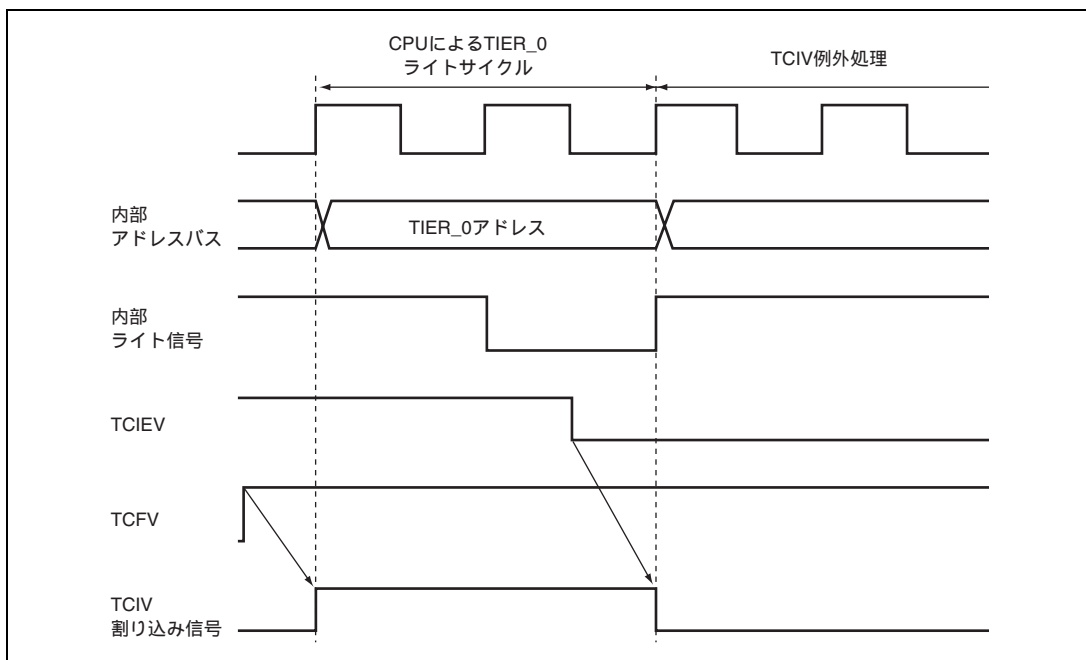 CPUによるTIER_0
ライトサイクル
TCIV例外処理
内部
アドレスバス
TIER_0アドレス
内部
ライト信号
TCIEV
TCFV
TCIV
割り込み信号